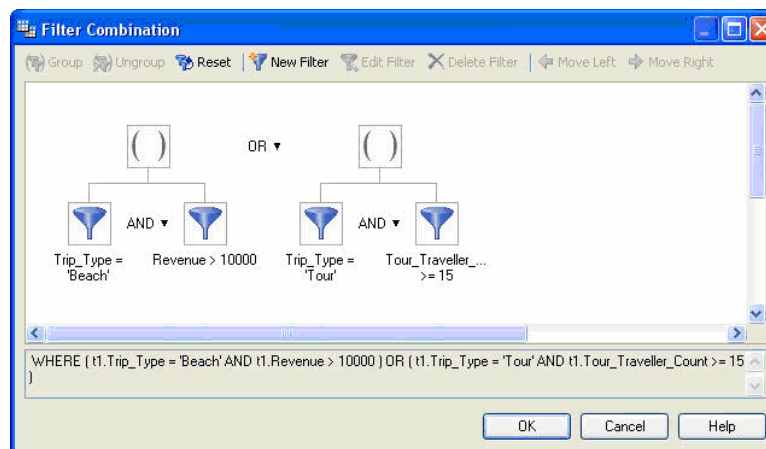 Filter Combination
Group Ungroup Reset New Filter Edit Filter Delete Filter Move Left Move Right
( ) OR ( )
AND AND
Trip_Type = 'Beach'
Revenue > 10000
Trip_Type = 'Tour'
Tour_Traveller_... >= 15
WHERE ( t1.Trip_Type = 'Beach' AND t1.Revenue > 10000 ) OR ( t1.Trip_Type = 'Tour' AND t1.Tour_Traveller_Count >= 15
)
OK Cancel Help